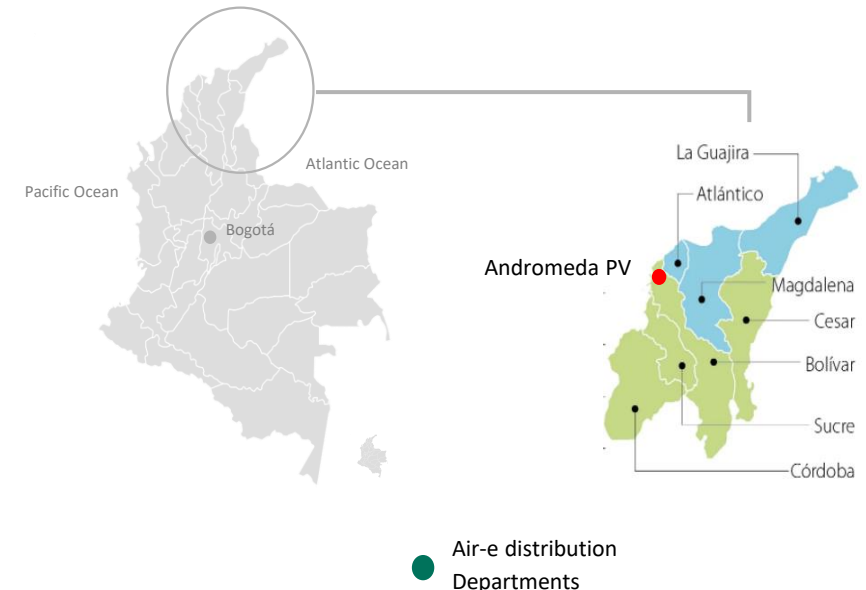 Pacific Ocean
Atlantic Ocean
Bogotá
La Guajira
Atlántico
Andromeda PV
Magdalena
Cesar
Bolívar
Sucre
Córdoba
Air-e distribution
Departments